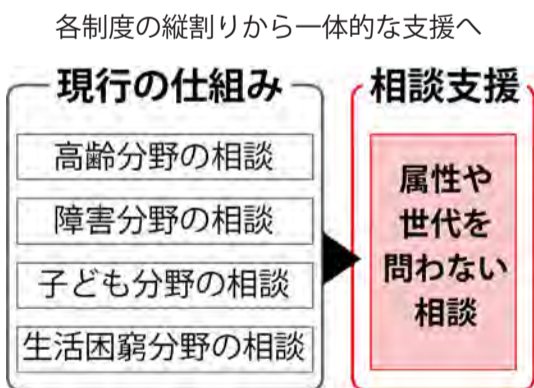 各制度の縦割りから一体的な支援へ
現行の仕組み
高齢分野の相談
障害分野の相談
子ども分野の相談
生活困窮分野の相談
相談支援
属性や
世代を
問わない
相談